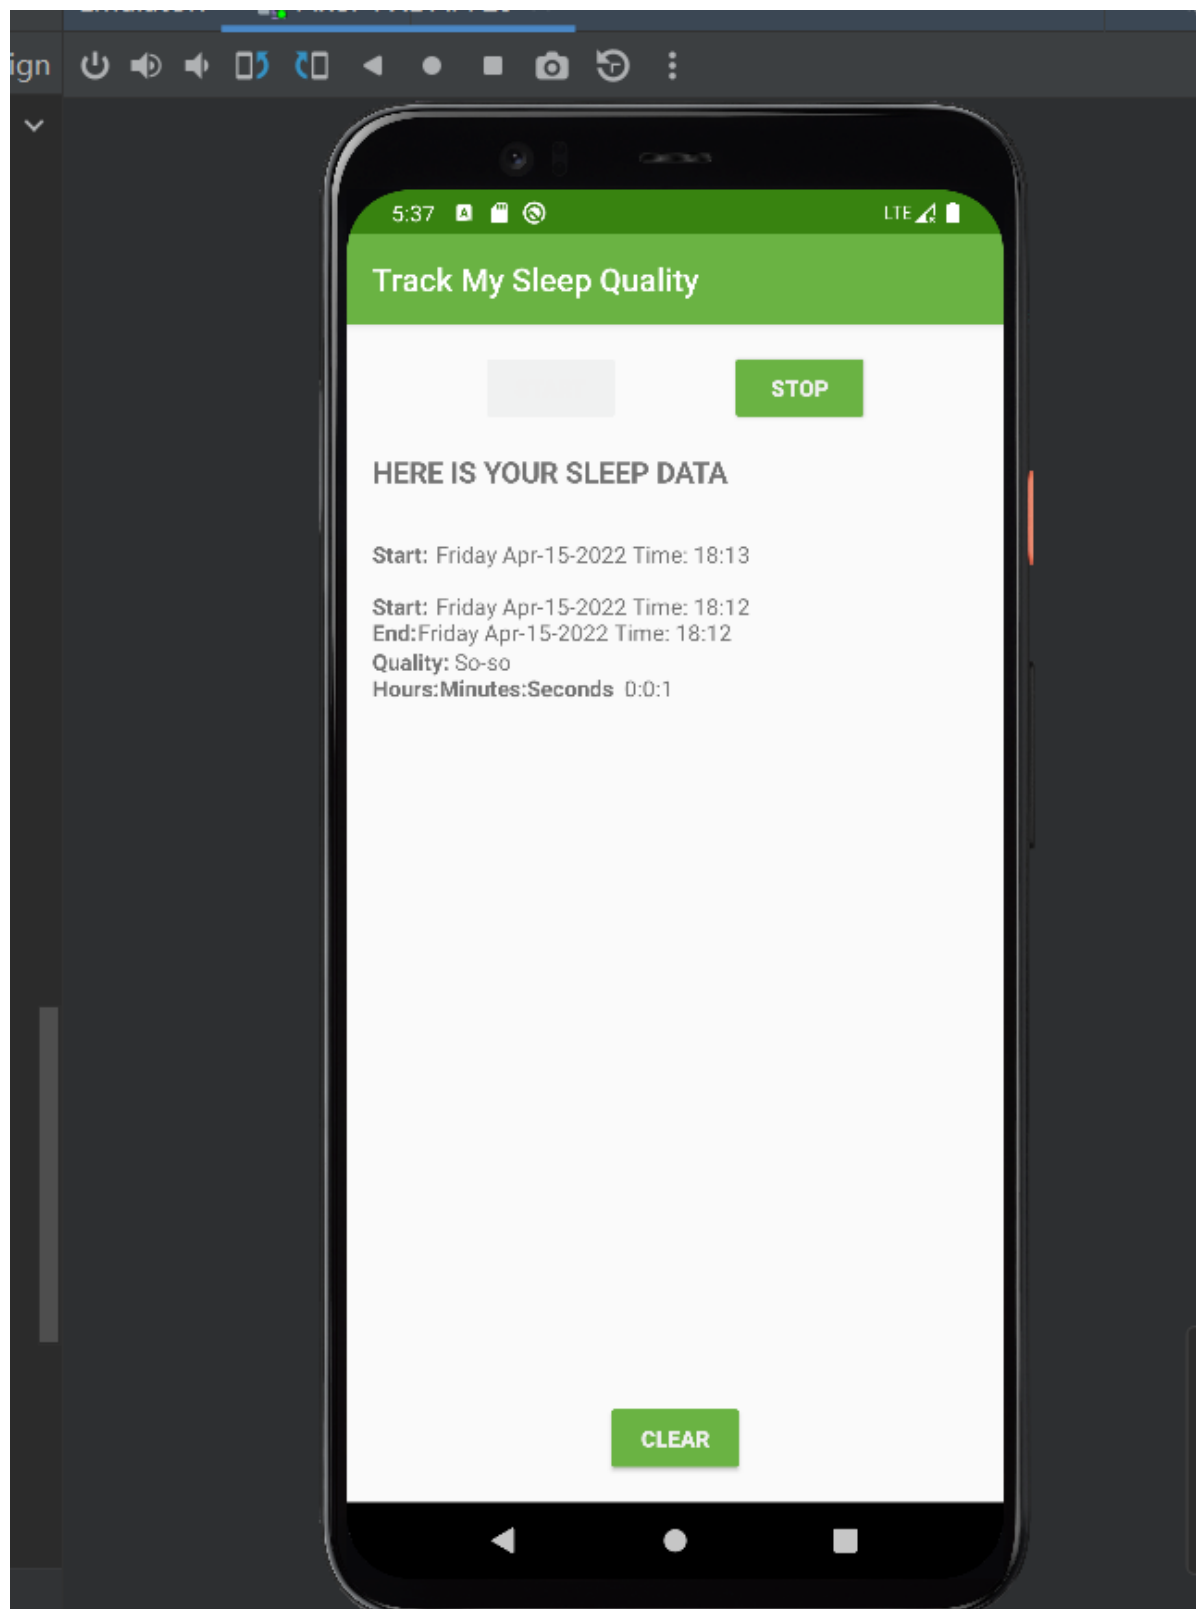 ign
5:37 A LTE
Track My Sleep Quality
STOP
HERE IS YOUR SLEEP DATA
Start: Friday Apr-15-2022 Time: 18:13
Start: Friday Apr-15-2022 Time: 18:12
End:Friday Apr-15-2022 Time: 18:12
Quality: So-so
Hours:Minutes:Seconds 0:0:1
CLEAR